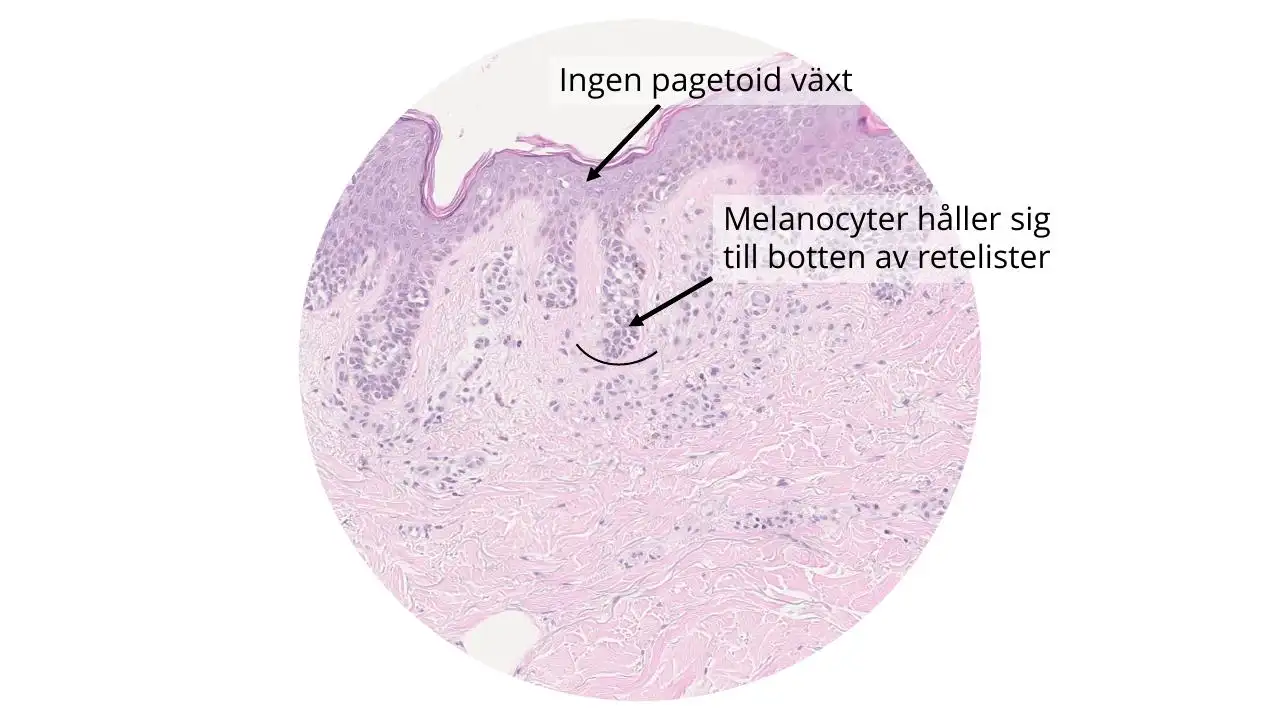 Ingen pagetoid växt
Melanocyter håller sig
till botten av retelister